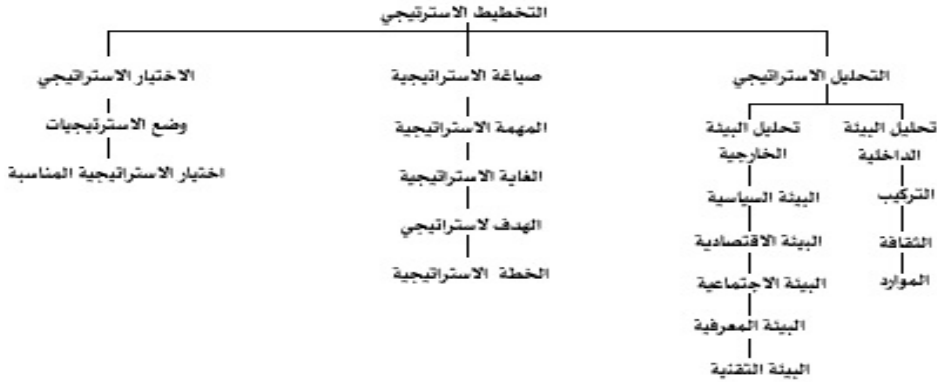 التخطيط الاسترتيجي
التحليل الاستراتيجي
تحليل البيئة الداخلية
التركيب
الثقافة
الموارد
تحليل البيئة
الخارجية
البيئة السياسية
البيئة الاقتصادية
البيئة الاجتماعية
البيئة المعرفية
البيئة التقنية
صياغة الاستراتيجية
المهمة الاستراتيجية
الغاية الاستراتيجية
الهدف لاستراتيجي
الخطة الاستراتيجية
الاختيار الاستراتيجي
وضع الاسترتيجيات
اختيار الاستراتيجية المناسبة